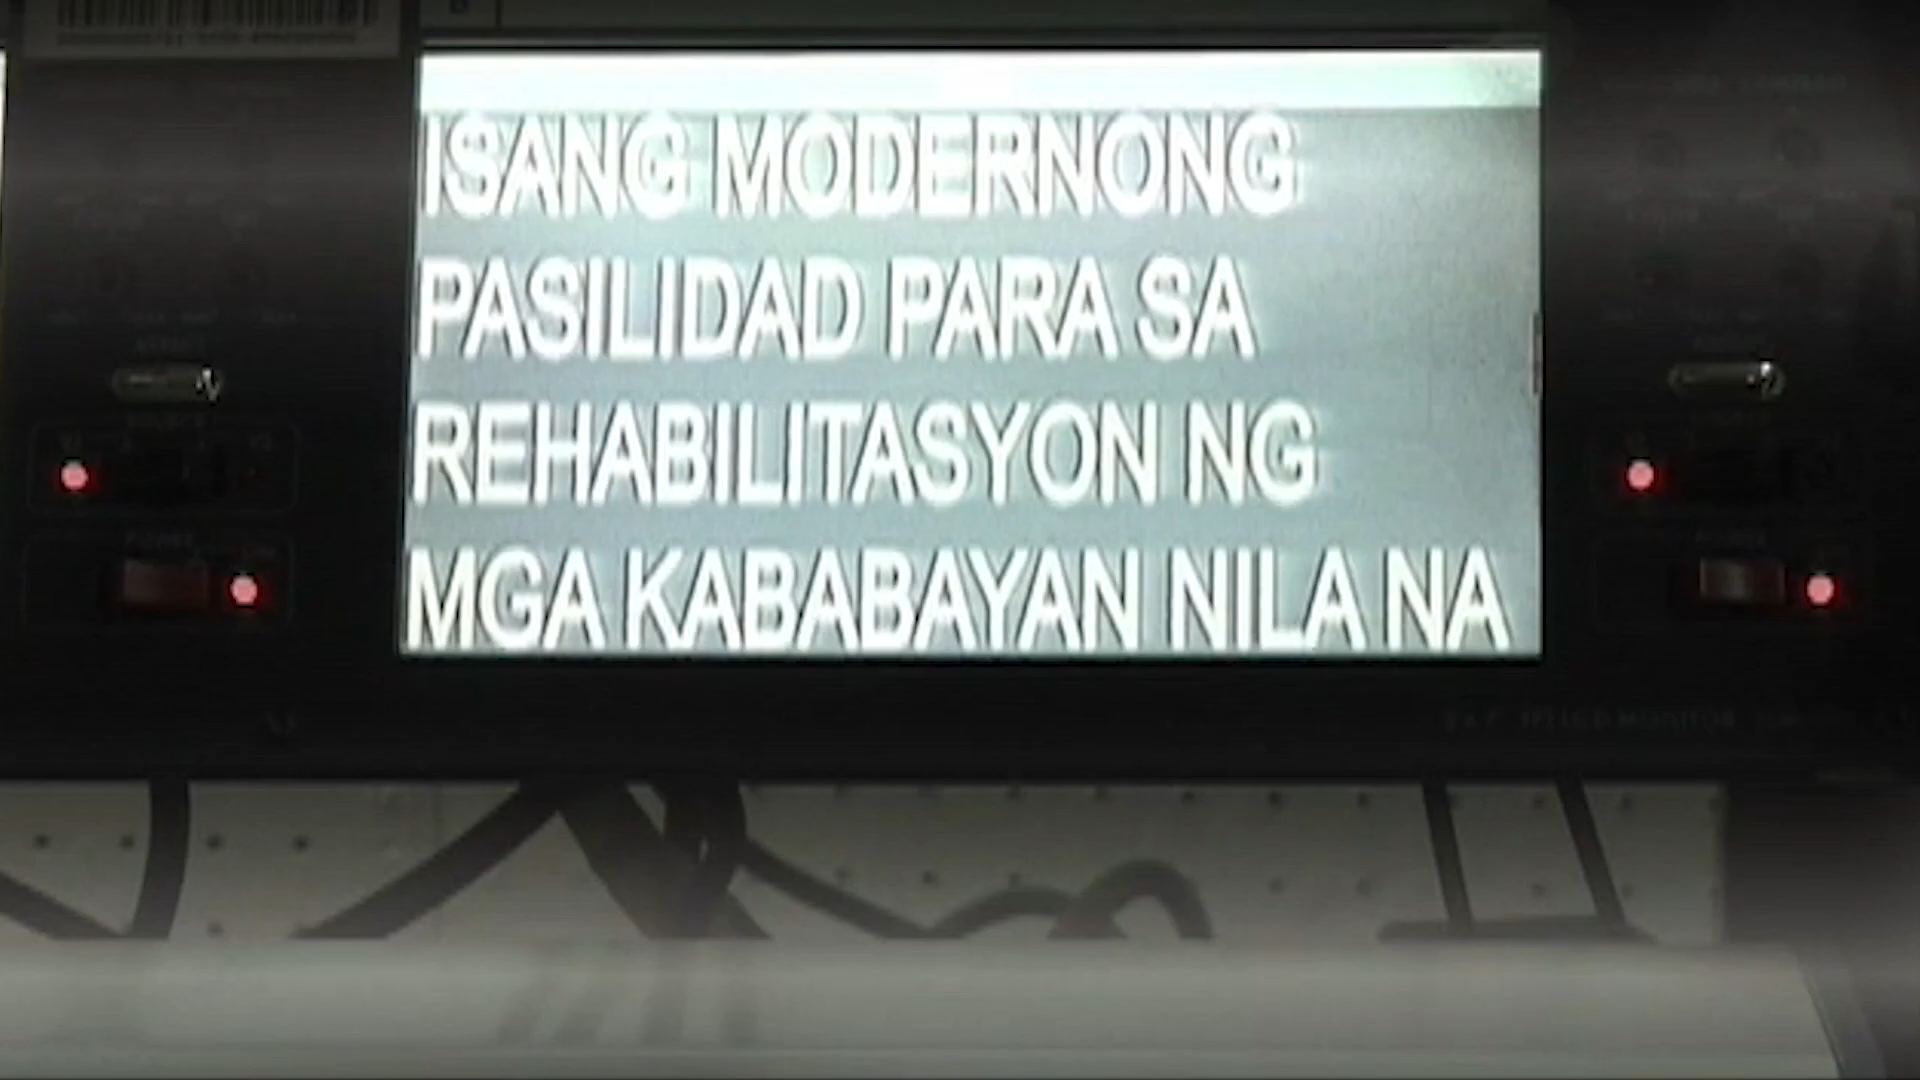 ISANG MODERNONG
PASILIDAD PARA SA
REHABILITASYON NG
MGA KABABAYAN NILA NA